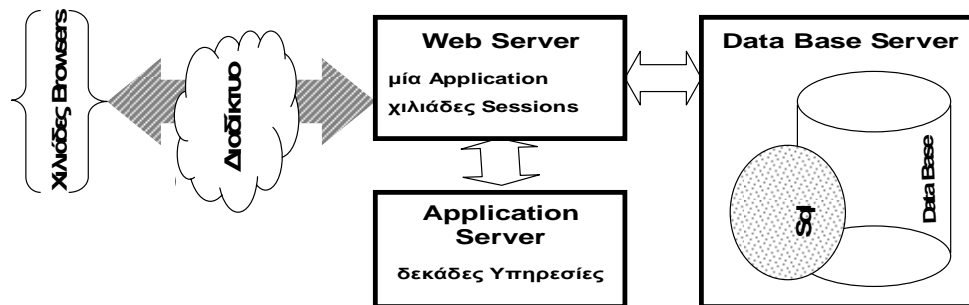 Χιλιάδες Browsers
Διαδίκτυο
Web Server
μία Application
χιλιάδες Sessions
Application
Server
δεκάδες Υπηρεσίες
Data Base Server
Sql
Data Base